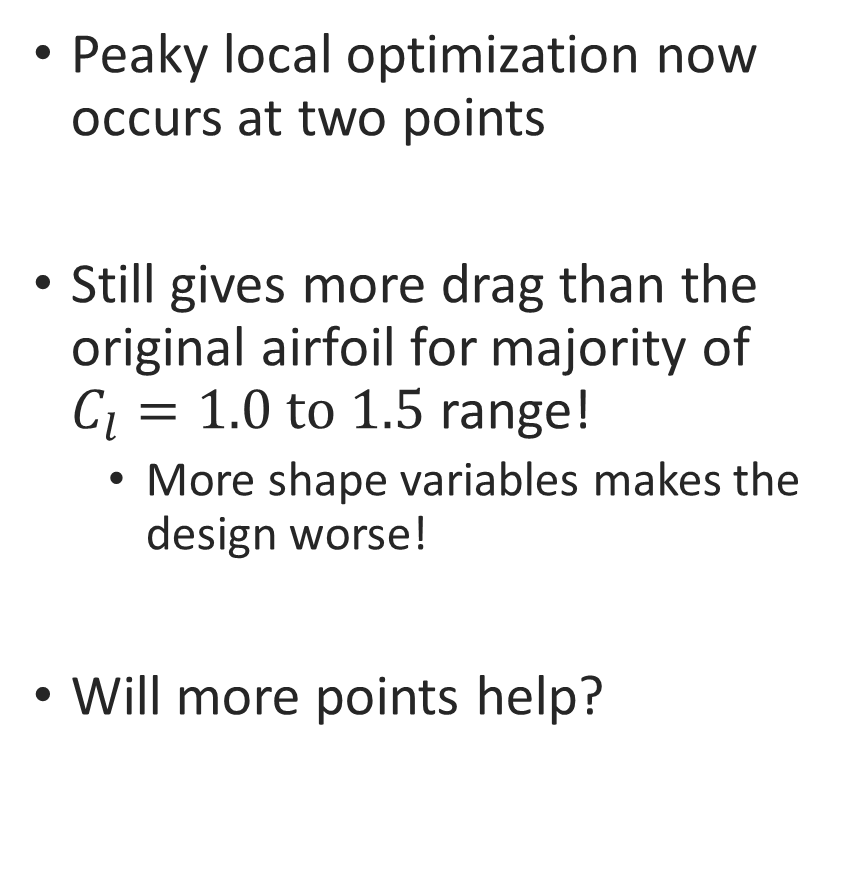 • Peaky local optimization now
occurs at two points
• Still gives more drag than the
original airfoil for majority of
C_l = 1.0 to 1.5 range!
• More shape variables makes the
design worse!
• Will more points help?